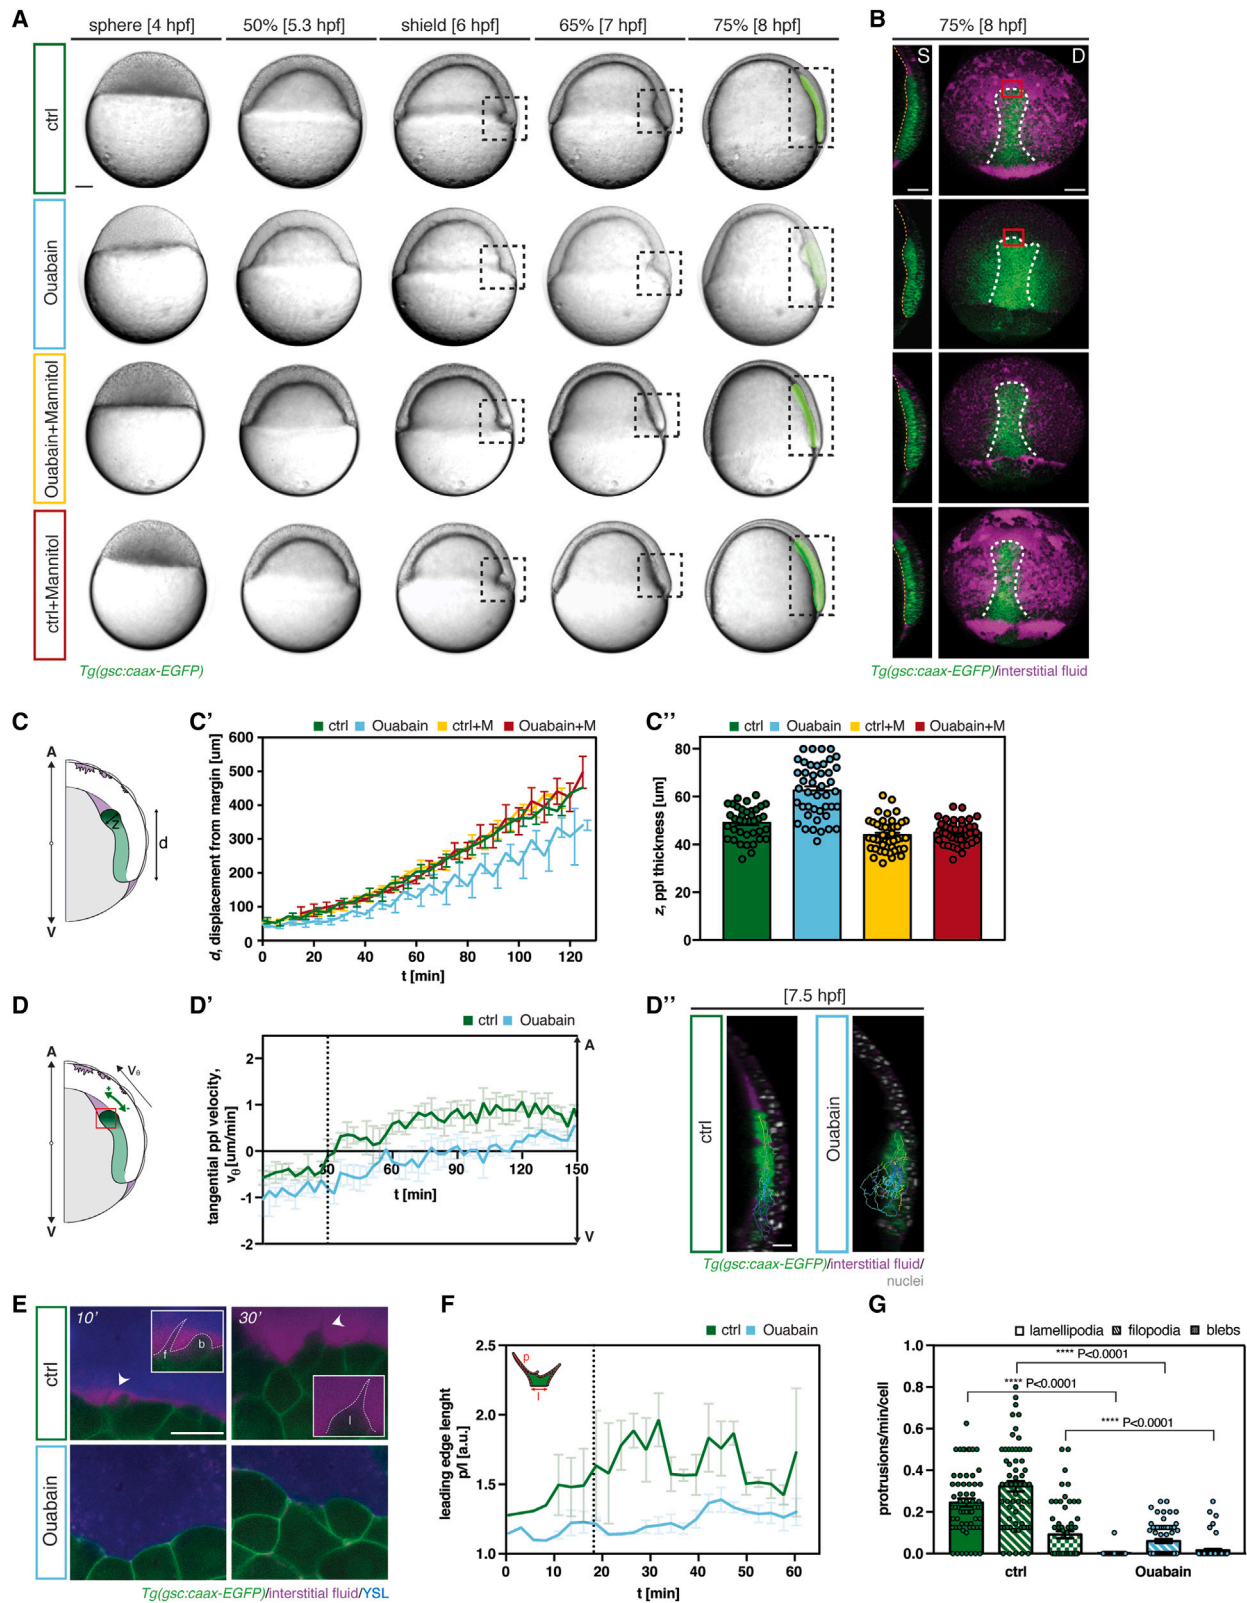 A
sphere [4 hpf]
50% [5.3 hpf]
shield [6 hpf]
65% [7 hpf]
75% [8 hpf]
B
75% [8 hpf]
ctrl
Ouabain
Ouabain+Mannitol
ctrl+Mannitol
S
D
Tg(gsc:caax-EGFP)
Tg(gsc:caax-EGFP)/interstitial fluid
C
A
z
d
V
C'
ctrl
Ouabain
ctrl+M
Ouabain+M
d, displacement from margin [um]
600
500
400
300
200
100
0
0
20
40
60
80
100
120
t [min]
C''
ctrl
Ouabain
ctrl+M
Ouabain+M
z, ppl thickness [um]
80
60
40
20
0
D
A
Vθ
+
-
V
D'
ctrl
Ouabain
tangential ppl velocity,
vθ [um/min]
2
1
0
-1
-2
30
60
90
120
150
t [min]
A
V
D''
[7.5 hpf]
ctrl
Ouabain
Tg(gsc:caax-EGFP)/interstitial fluid/
nuclei
E
ctrl
Ouabain
10'
f
b
30'
l
Tg(gsc:caax-EGFP)/interstitial fluid/YSL
F
ctrl
Ouabain
leading edge lenght
p/l [a.u.]
2.5
2.0
1.5
1.0
p
l
0
10
20
30
40
50
60
t [min]
G
lamellipodia
filopodia
blebs
protrusions/min/cell
1.0
0.8
0.6
0.4
0.2
0.0
**** P<0.0001
**** P<0.0001
**** P<0.0001
ctrl
Ouabain